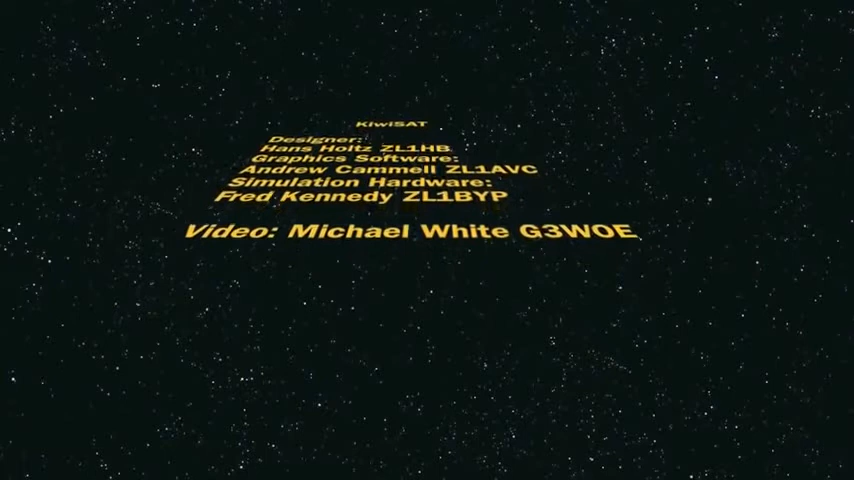 KiwiSAT
Designer:
Hans Holtz ZL1HB
Graphics Software:
Andrew Cammell ZL1AVC
Simulation Hardware:
Fred Kennedy ZL1BYP
Video: Michael White G3WOE